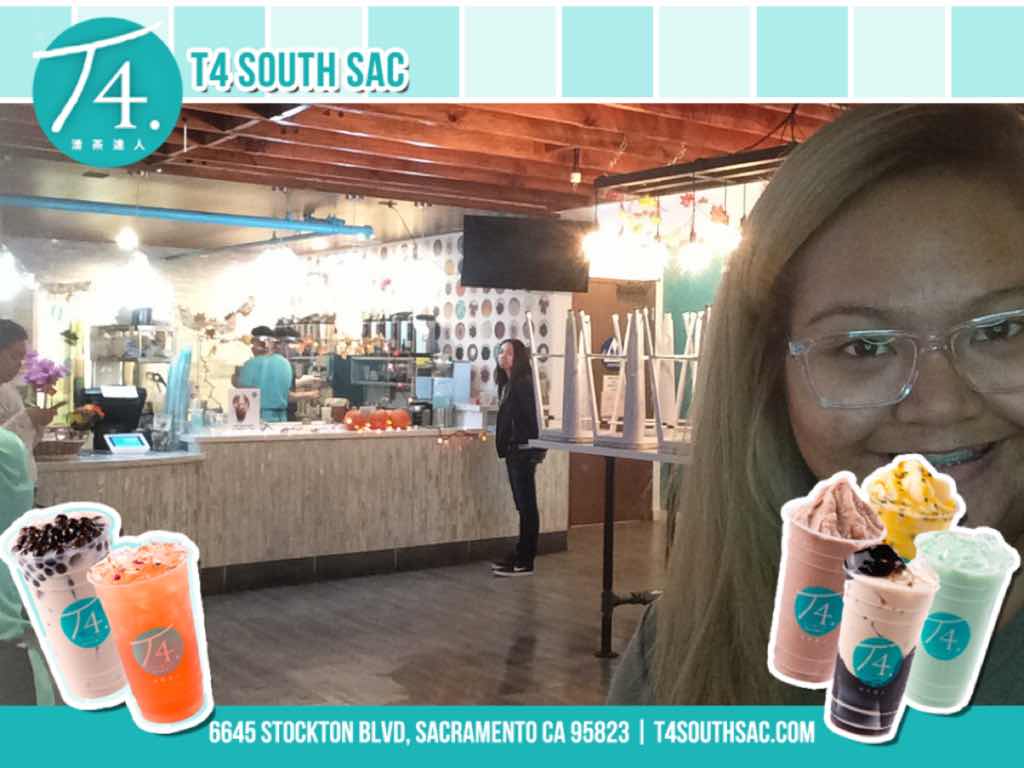 T4.
清茶達人
T4 SOUTH SAC
T4.
T4.
T4.
T4.
T4.
6645 STOCKTON BLVD, SACRAMENTO CA 95823 | T4SOUTHSAC.COM